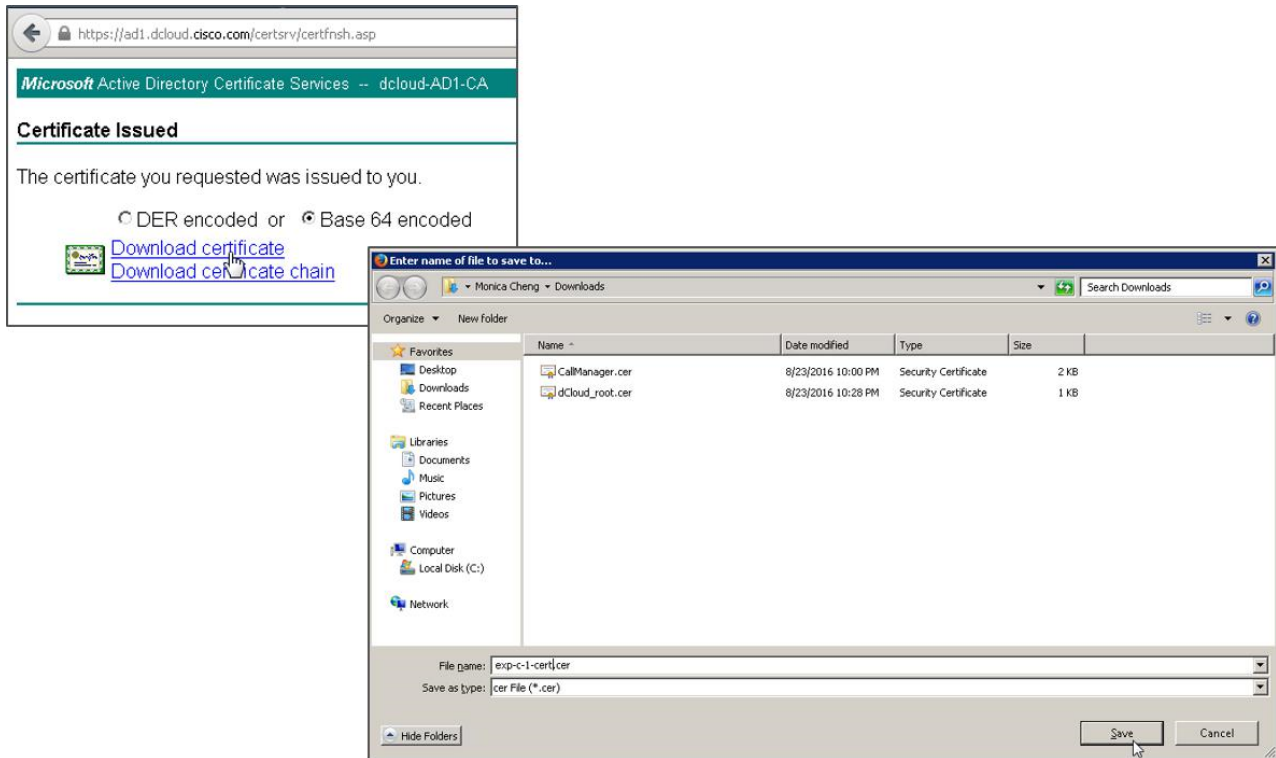 https://ad1.dcloud.cisco.com/certsrv/certfnsh.asp
Microsoft Active Directory Certificate Services -- dcloud-AD1-CA
Certificate Issued
The certificate you requested was issued to you.
DER encoded or Base 64 encoded
Download certificate
Download certificate chain
Enter name of file to save to...
Monica Cheng Downloads Search Downloads
Organize New folder
Favorites
Desktop
Downloads
Recent Places
Libraries
Documents
Music
Pictures
Videos
Computer
Local Disk (C:)
Network
Name Date modified Type Size
CallManager.cer 8/23/2016 10:00 PM Security Certificate 2 KB
dCloud_root.cer 8/23/2016 10:28 PM Security Certificate 1 KB
File name: exp-c-1-cert.cer
Save as type: cer File (*.cer)
Hide Folders Save Cancel